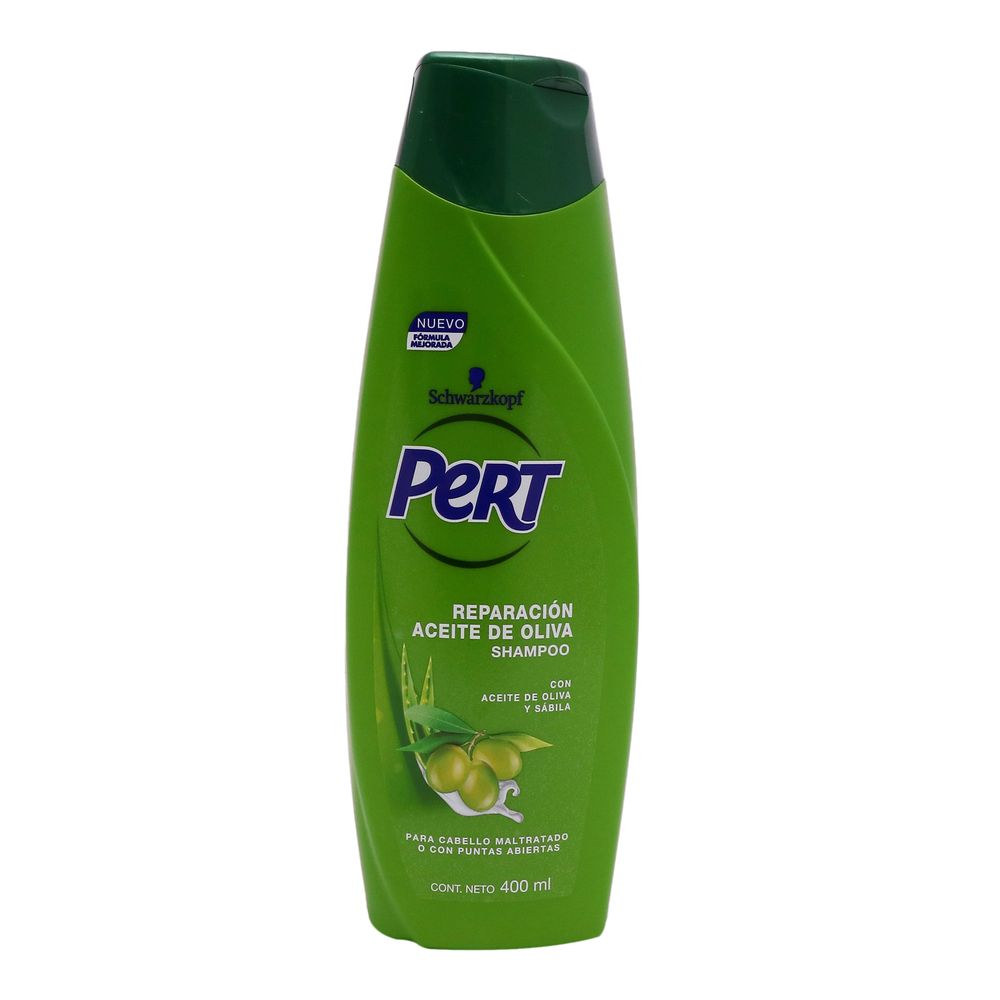 NUEVO
FÓRMULA
MEJORADA
Schwarzkopf
PERT
REPARACIÓN
ACEITE DE OLIVA
SHAMPOO
CON
ACEITE DE OLIVA
Y SÁBILA
PARA CABELLO MALTRATADO
O CON PUNTAS ABIERTAS
CONT. NETO 400 ml